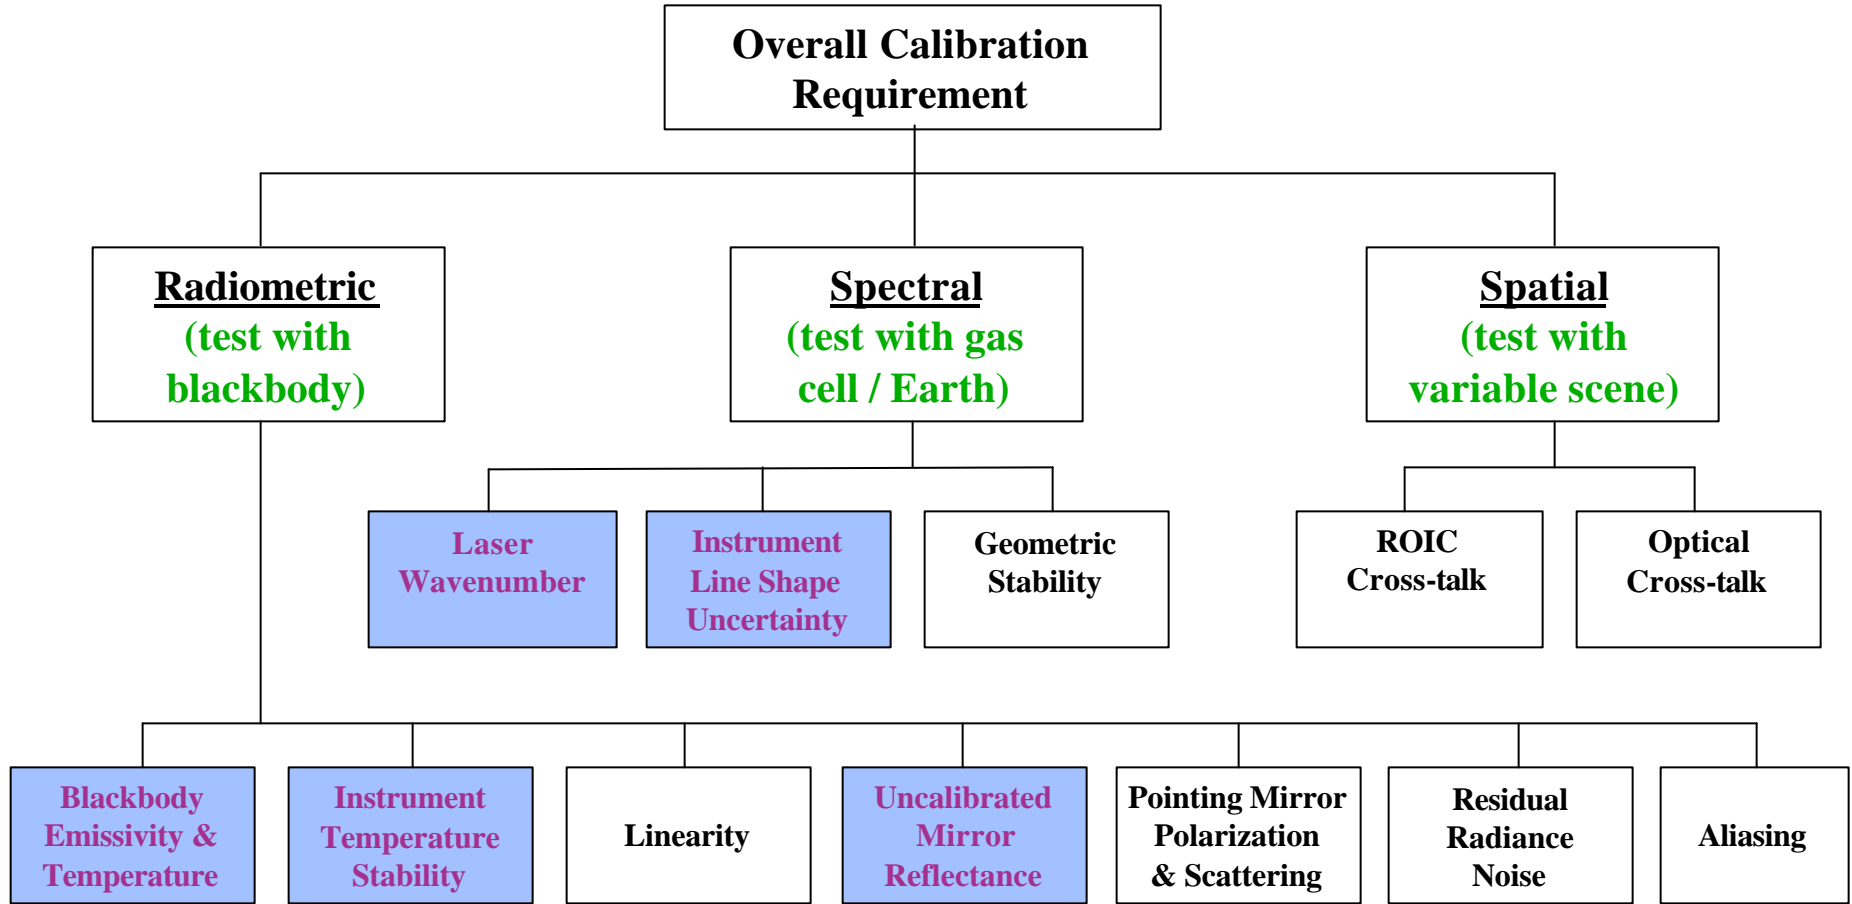 Overall Calibration
Requirement
Radiometric
(test with
blackbody)
Spectral
(test with gas
cell / Earth)
Spatial
(test with
variable scene)
Laser
Wavenumber
Instrument
Line Shape
Uncertainty
Geometric
Stability
ROIC
Cross-talk
Optical
Cross-talk
Blackbody
Emissivity &
Temperature
Instrument
Temperature
Stability
Linearity
Uncalibrated
Mirror
Reflectance
Pointing Mirror
Polarization
& Scattering
Residual
Radiance
Noise
Aliasing